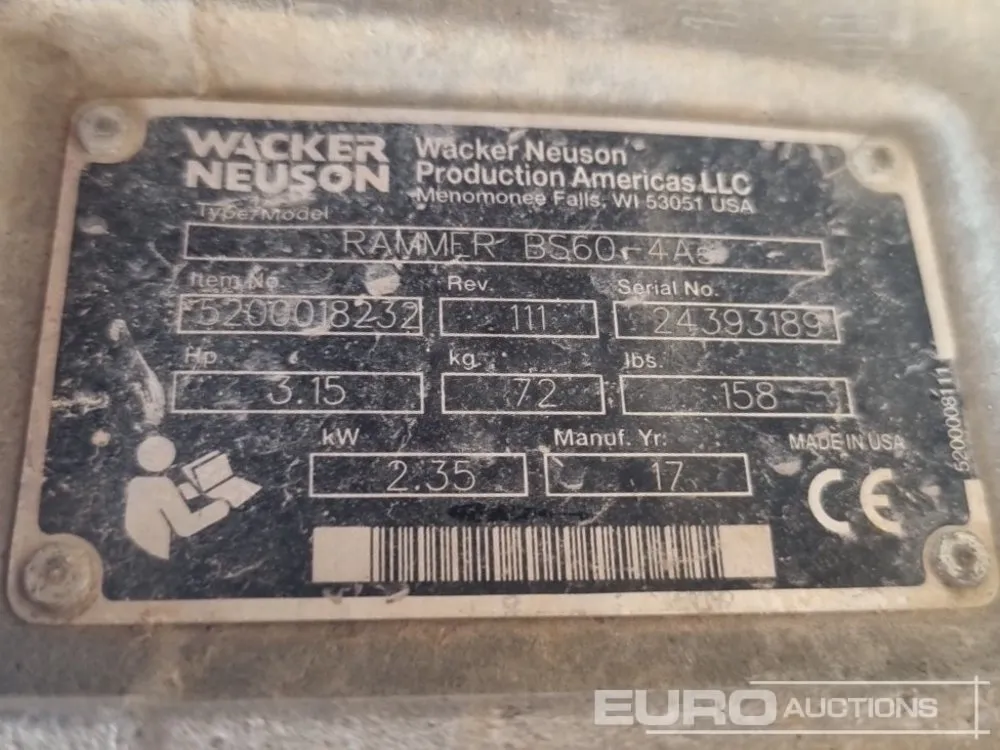 WACKER
NEUSON
Wacker Neuson
Production Americas LLC
Menomonee Falls, WI 53051 USA
Type/Model
RAMMER BS60-4As
Item No.
5200018232
Rev.
111
Serial No.
24393189
Hp
3.15
kg
72
lbs.
158
kW
2.35
Manuf. Yr.
17
MADE IN USA
CE
5200008111
EURO AUCTIONS